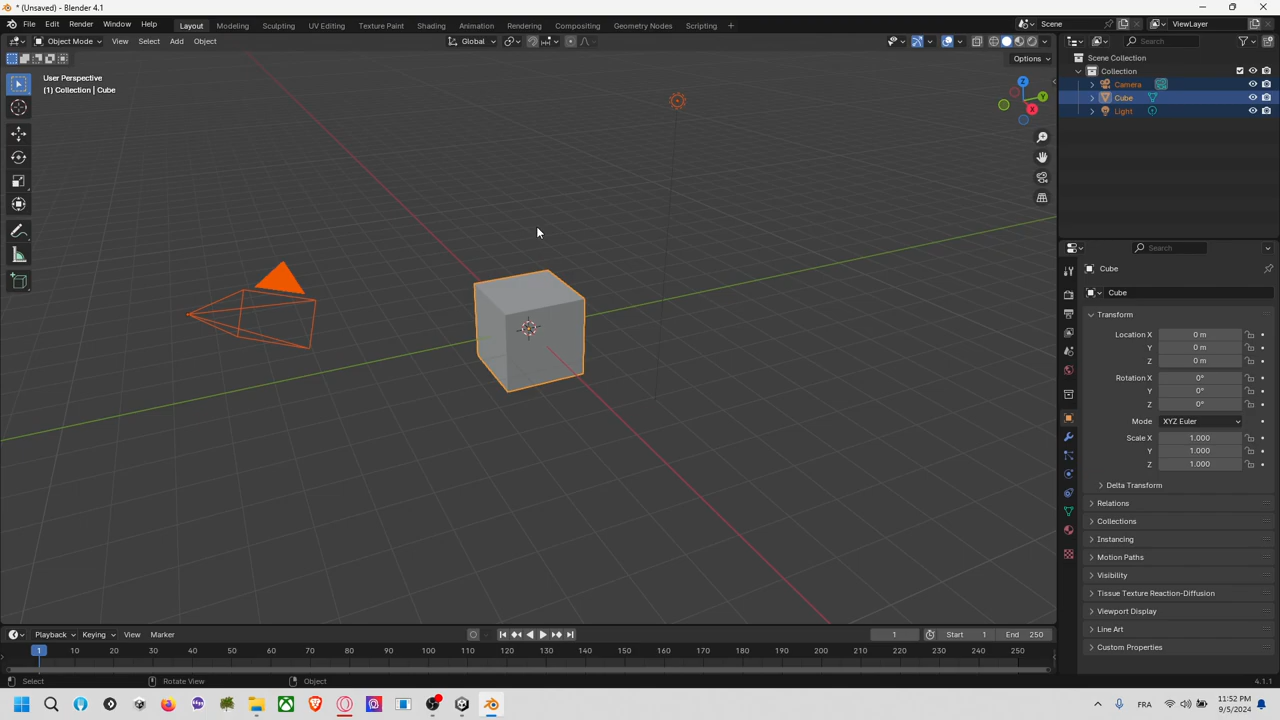 * (Unsaved) - Blender 4.1
File Edit Render Window Help Layout Modeling Sculpting UV Editing Texture Paint Shading Animation Rendering Compositing Geometry Nodes Scripting + Scene ViewLayer
Object Mode View Select Add Object Global Search
Options
User Perspective
(1) Collection | Cube
Z
Y
X
Scene Collection
Collection
Camera
Cube
Light
Search
Cube
Cube
Transform
Location X 0 m
Y 0 m
Z 0 m
Rotation X 0°
Y 0°
Z 0°
Mode XYZ Euler
Scale X 1.000
Y 1.000
Z 1.000
Delta Transform
Relations
Collections
Instancing
Motion Paths
Visibility
Tissue Texture Reaction-Diffusion
Viewport Display
Line Art
Custom Properties
Playback Keying View Marker 1 Start 1 End 250
1 10 20 30 40 50 60 70 80 90 100 110 120 130 140 150 160 170 180 190 200 210 220 230 240 250
Select Rotate View Object 4.1.1
FRA
11:52 PM
9/5/2024